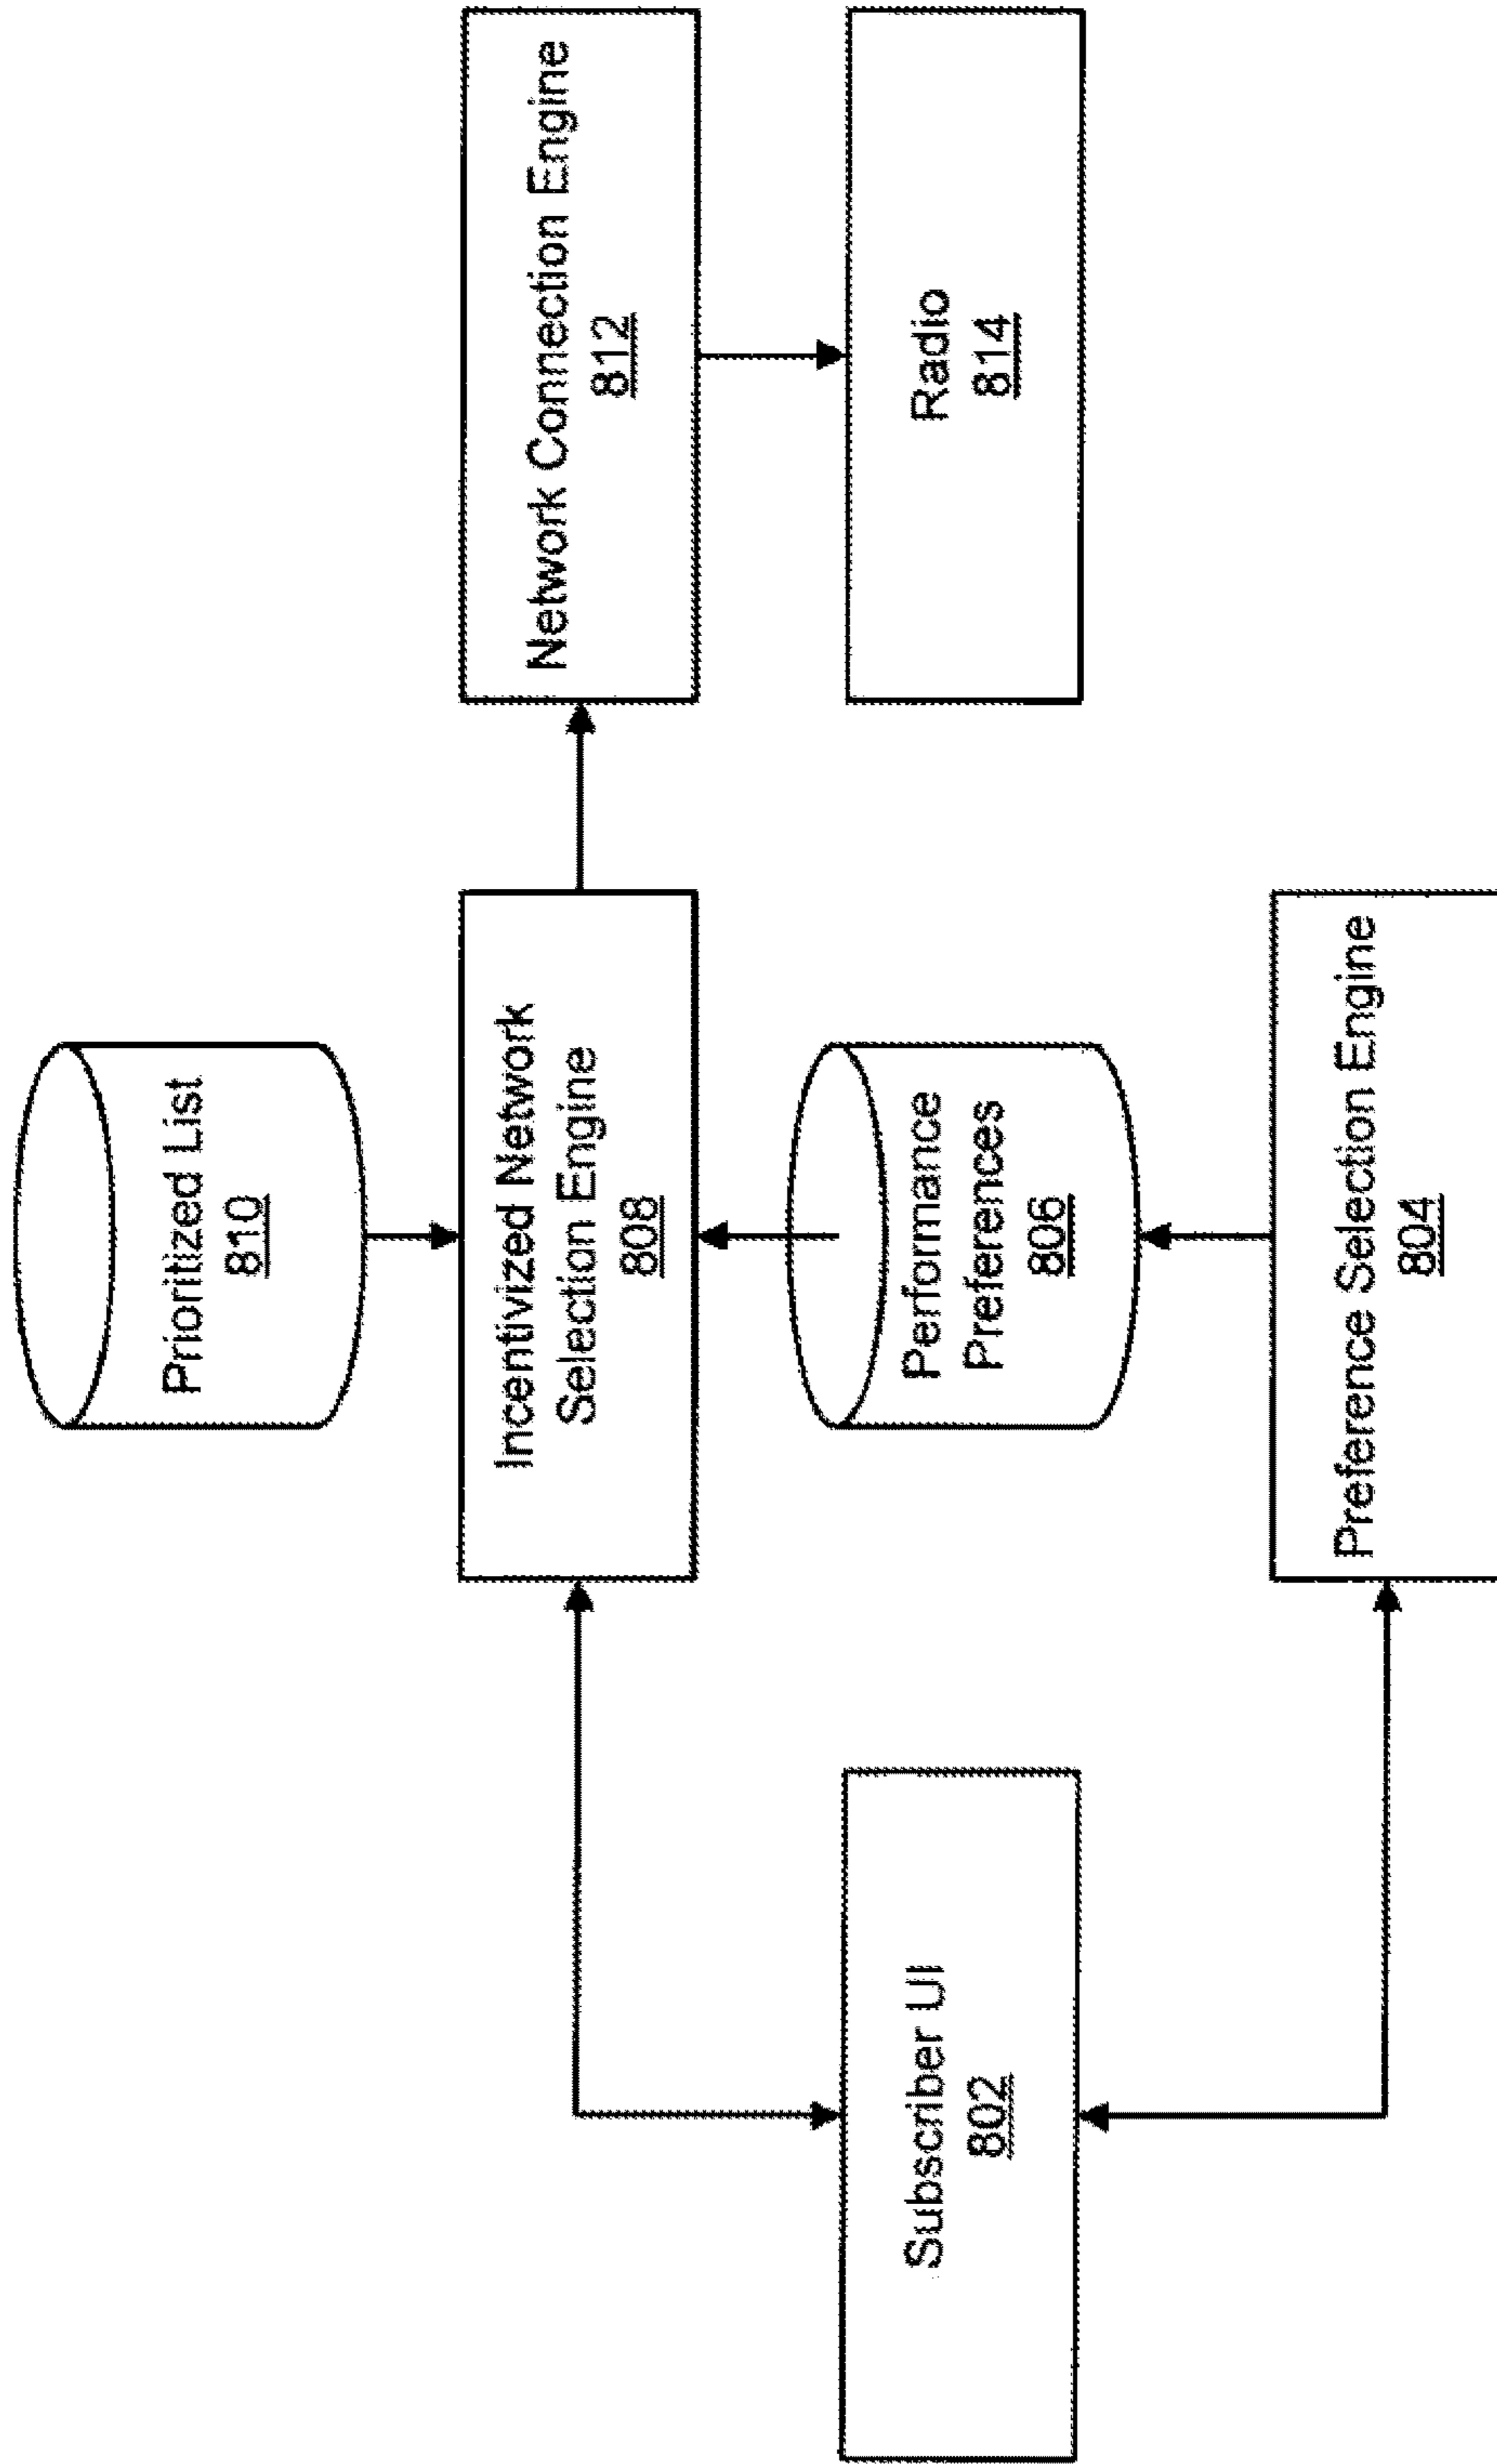 Prioritized List
810
Incentivized Network
Selection Engine
808
Network Connection Engine
812
Subscriber UI
802
Performance
Preferences
806
Radio
814
Preference Selection Engine
804